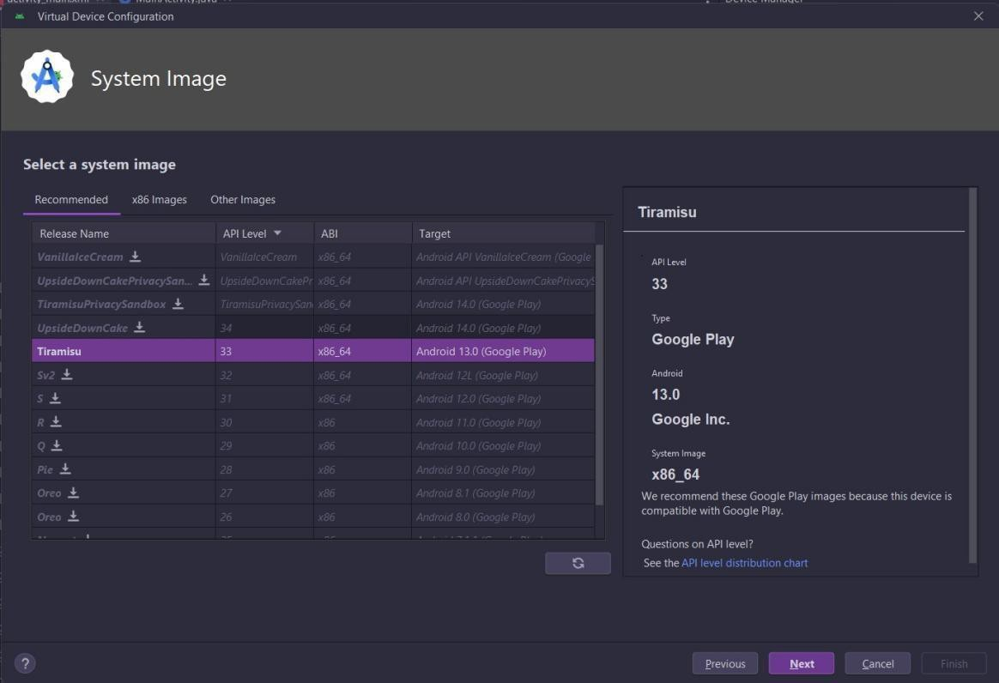 activity_main.xml MainActivity.java Device Manager
Virtual Device Configuration
System Image
Select a system image
Recommended x86 Images Other Images
Release Name API Level ABI Target
VanillaIceCream VanillaIceCream x86_64 Android API VanillaIceCream (Google
UpsideDownCakePrivacySan... UpsideDownCakePr x86_64 Android API UpsideDownCakePrivacyS
TiramisuPrivacySandbox TiramisuPrivacySan x86_64 Android 14.0 (Google Play)
UpsideDownCake 34 x86_64 Android 14.0 (Google Play)
Tiramisu 33 x86_64 Android 13.0 (Google Play)
Sv2 32 x86_64 Android 12L (Google Play)
S 31 x86_64 Android 12.0 (Google Play)
R 30 x86 Android 11.0 (Google Play)
Q 29 x86 Android 10.0 (Google Play)
Pie 28 x86 Android 9.0 (Google Play)
Oreo 27 x86 Android 8.1 (Google Play)
Oreo 26 x86 Android 8.0 (Google Play)
Tiramisu
API Level
33
Type
Google Play
Android
13.0
Google Inc.
System Image
x86_64
We recommend these Google Play images because this device is
compatible with Google Play.
Questions on API level?
See the API level distribution chart
? Previous Next Cancel Finish